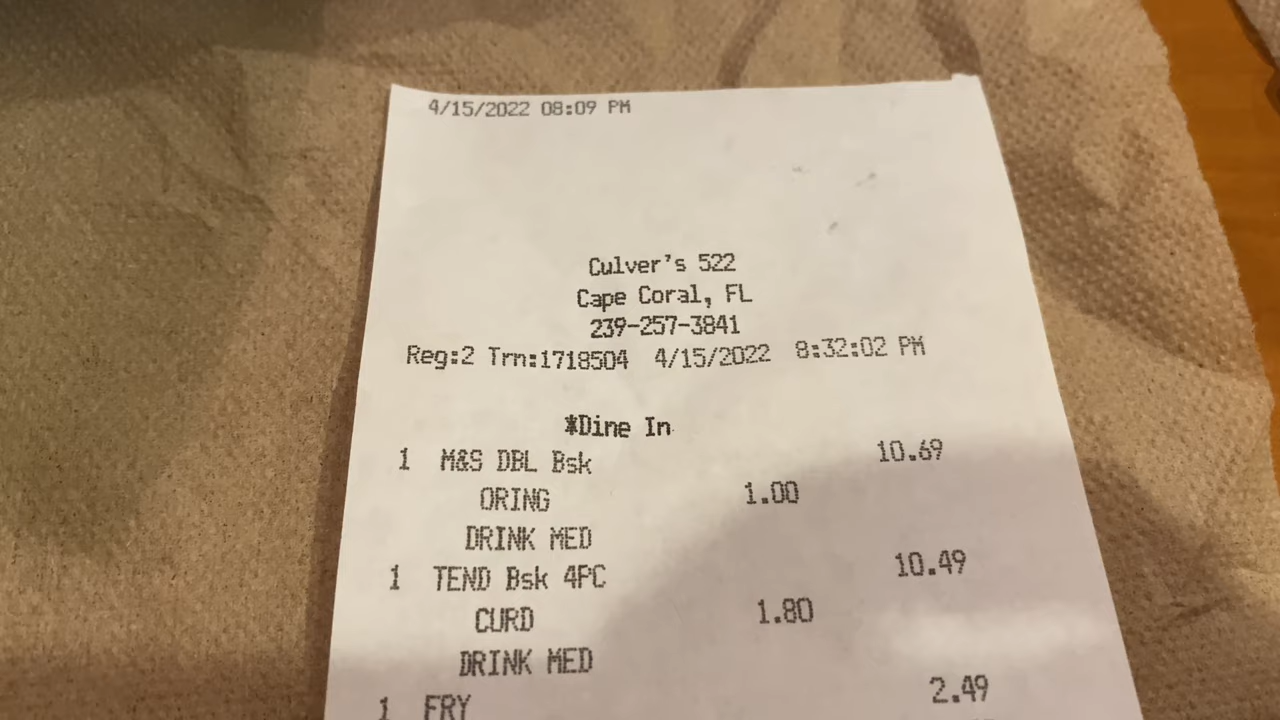 4/15/2022 08:09 PM
Culver's 522
Cape Coral, FL
239-257-3841
Reg:2 Trn:1718504 4/15/2022 8:32:02 PM
*Dine In
1 M&S DBL Bsk 10.69
ORING 1.00
DRINK MED
1 TEND Bsk 4PC 10.49
CURD 1.80
DRINK MED
1 FRY 2.49